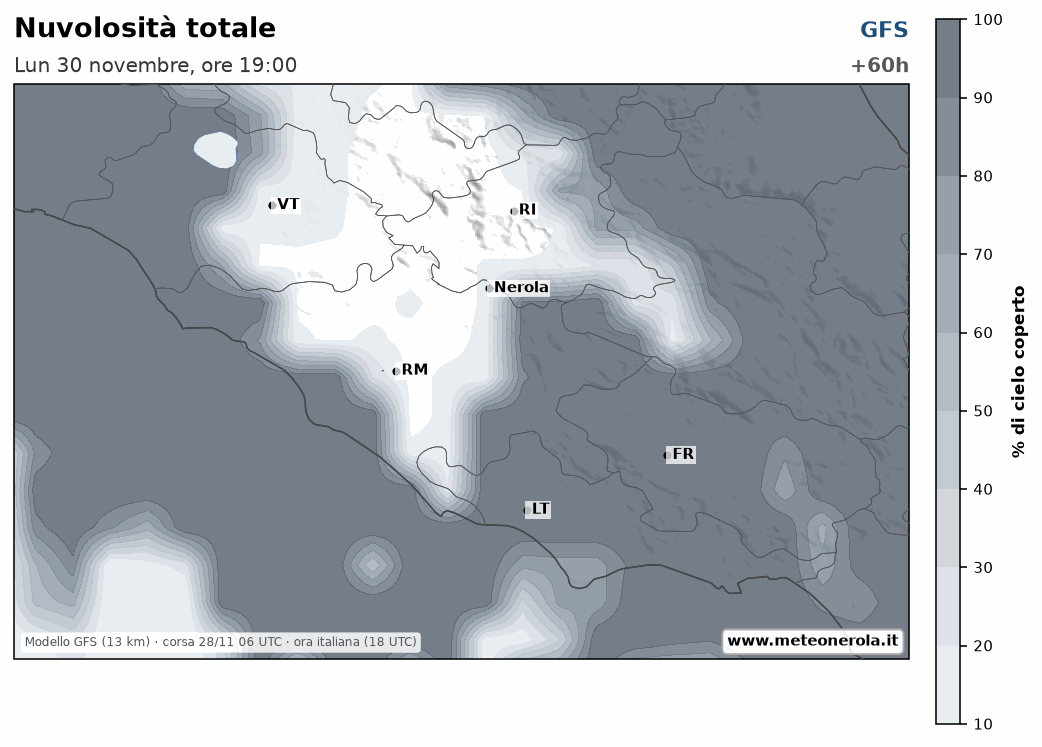 Nuvolosità totale
GFS
Lun 30 novembre, ore 19:00
+60h
VT
RI
Nerola
RM
FR
LT
Modello GFS (13 km) · corsa 28/11 06 UTC · ora italiana (18 UTC)
www.meteonerola.it
100
90
80
70
60
50
40
30
20
10
% di cielo coperto